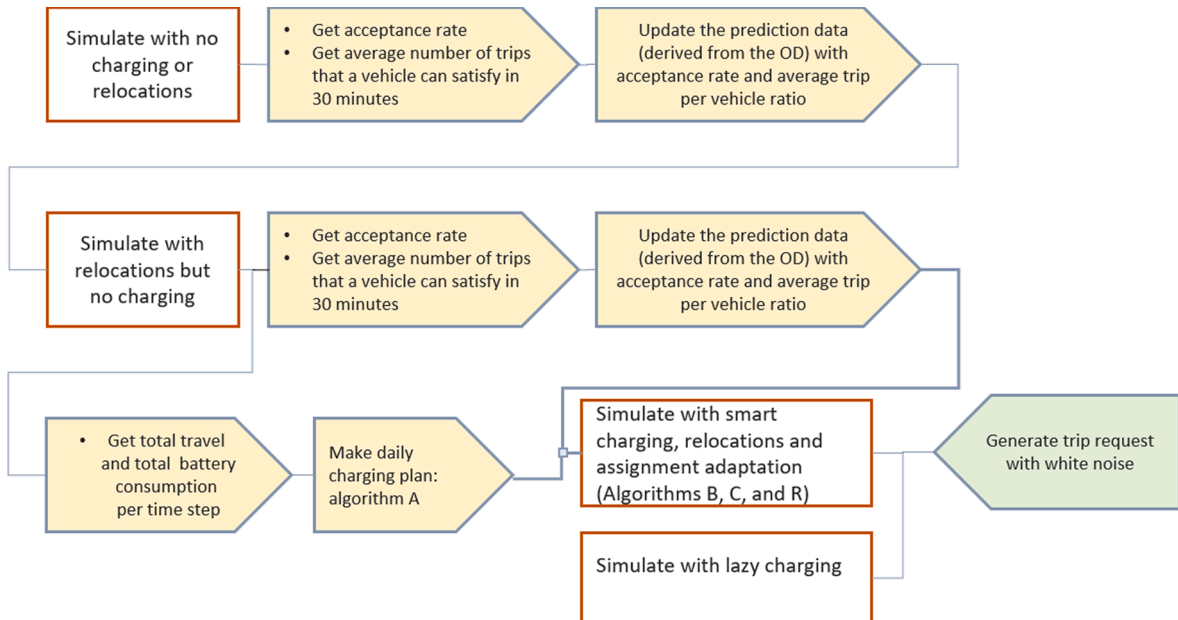 Simulate with no
charging or
relocations
• Get acceptance rate
• Get average number of trips
that a vehicle can satisfy in
30 minutes
Update the prediction data
(derived from the OD) with
acceptance rate and average trip
per vehicle ratio
Simulate with
relocations but
no charging
• Get acceptance rate
• Get average number of trips
that a vehicle can satisfy in
30 minutes
Update the prediction data
(derived from the OD) with
acceptance rate and average trip
per vehicle ratio
• Get total travel
and total battery
consumption
per time step
Make daily
charging plan:
algorithm A
Simulate with smart
charging, relocations and
assignment adaptation
(Algorithms B, C, and R)
Generate trip request
with white noise
Simulate with lazy charging